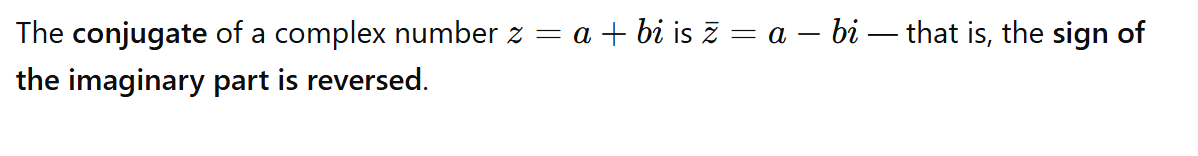 The conjugate of a complex number z = a + bi is z̄ = a − bi — that is, the sign of
the imaginary part is reversed.